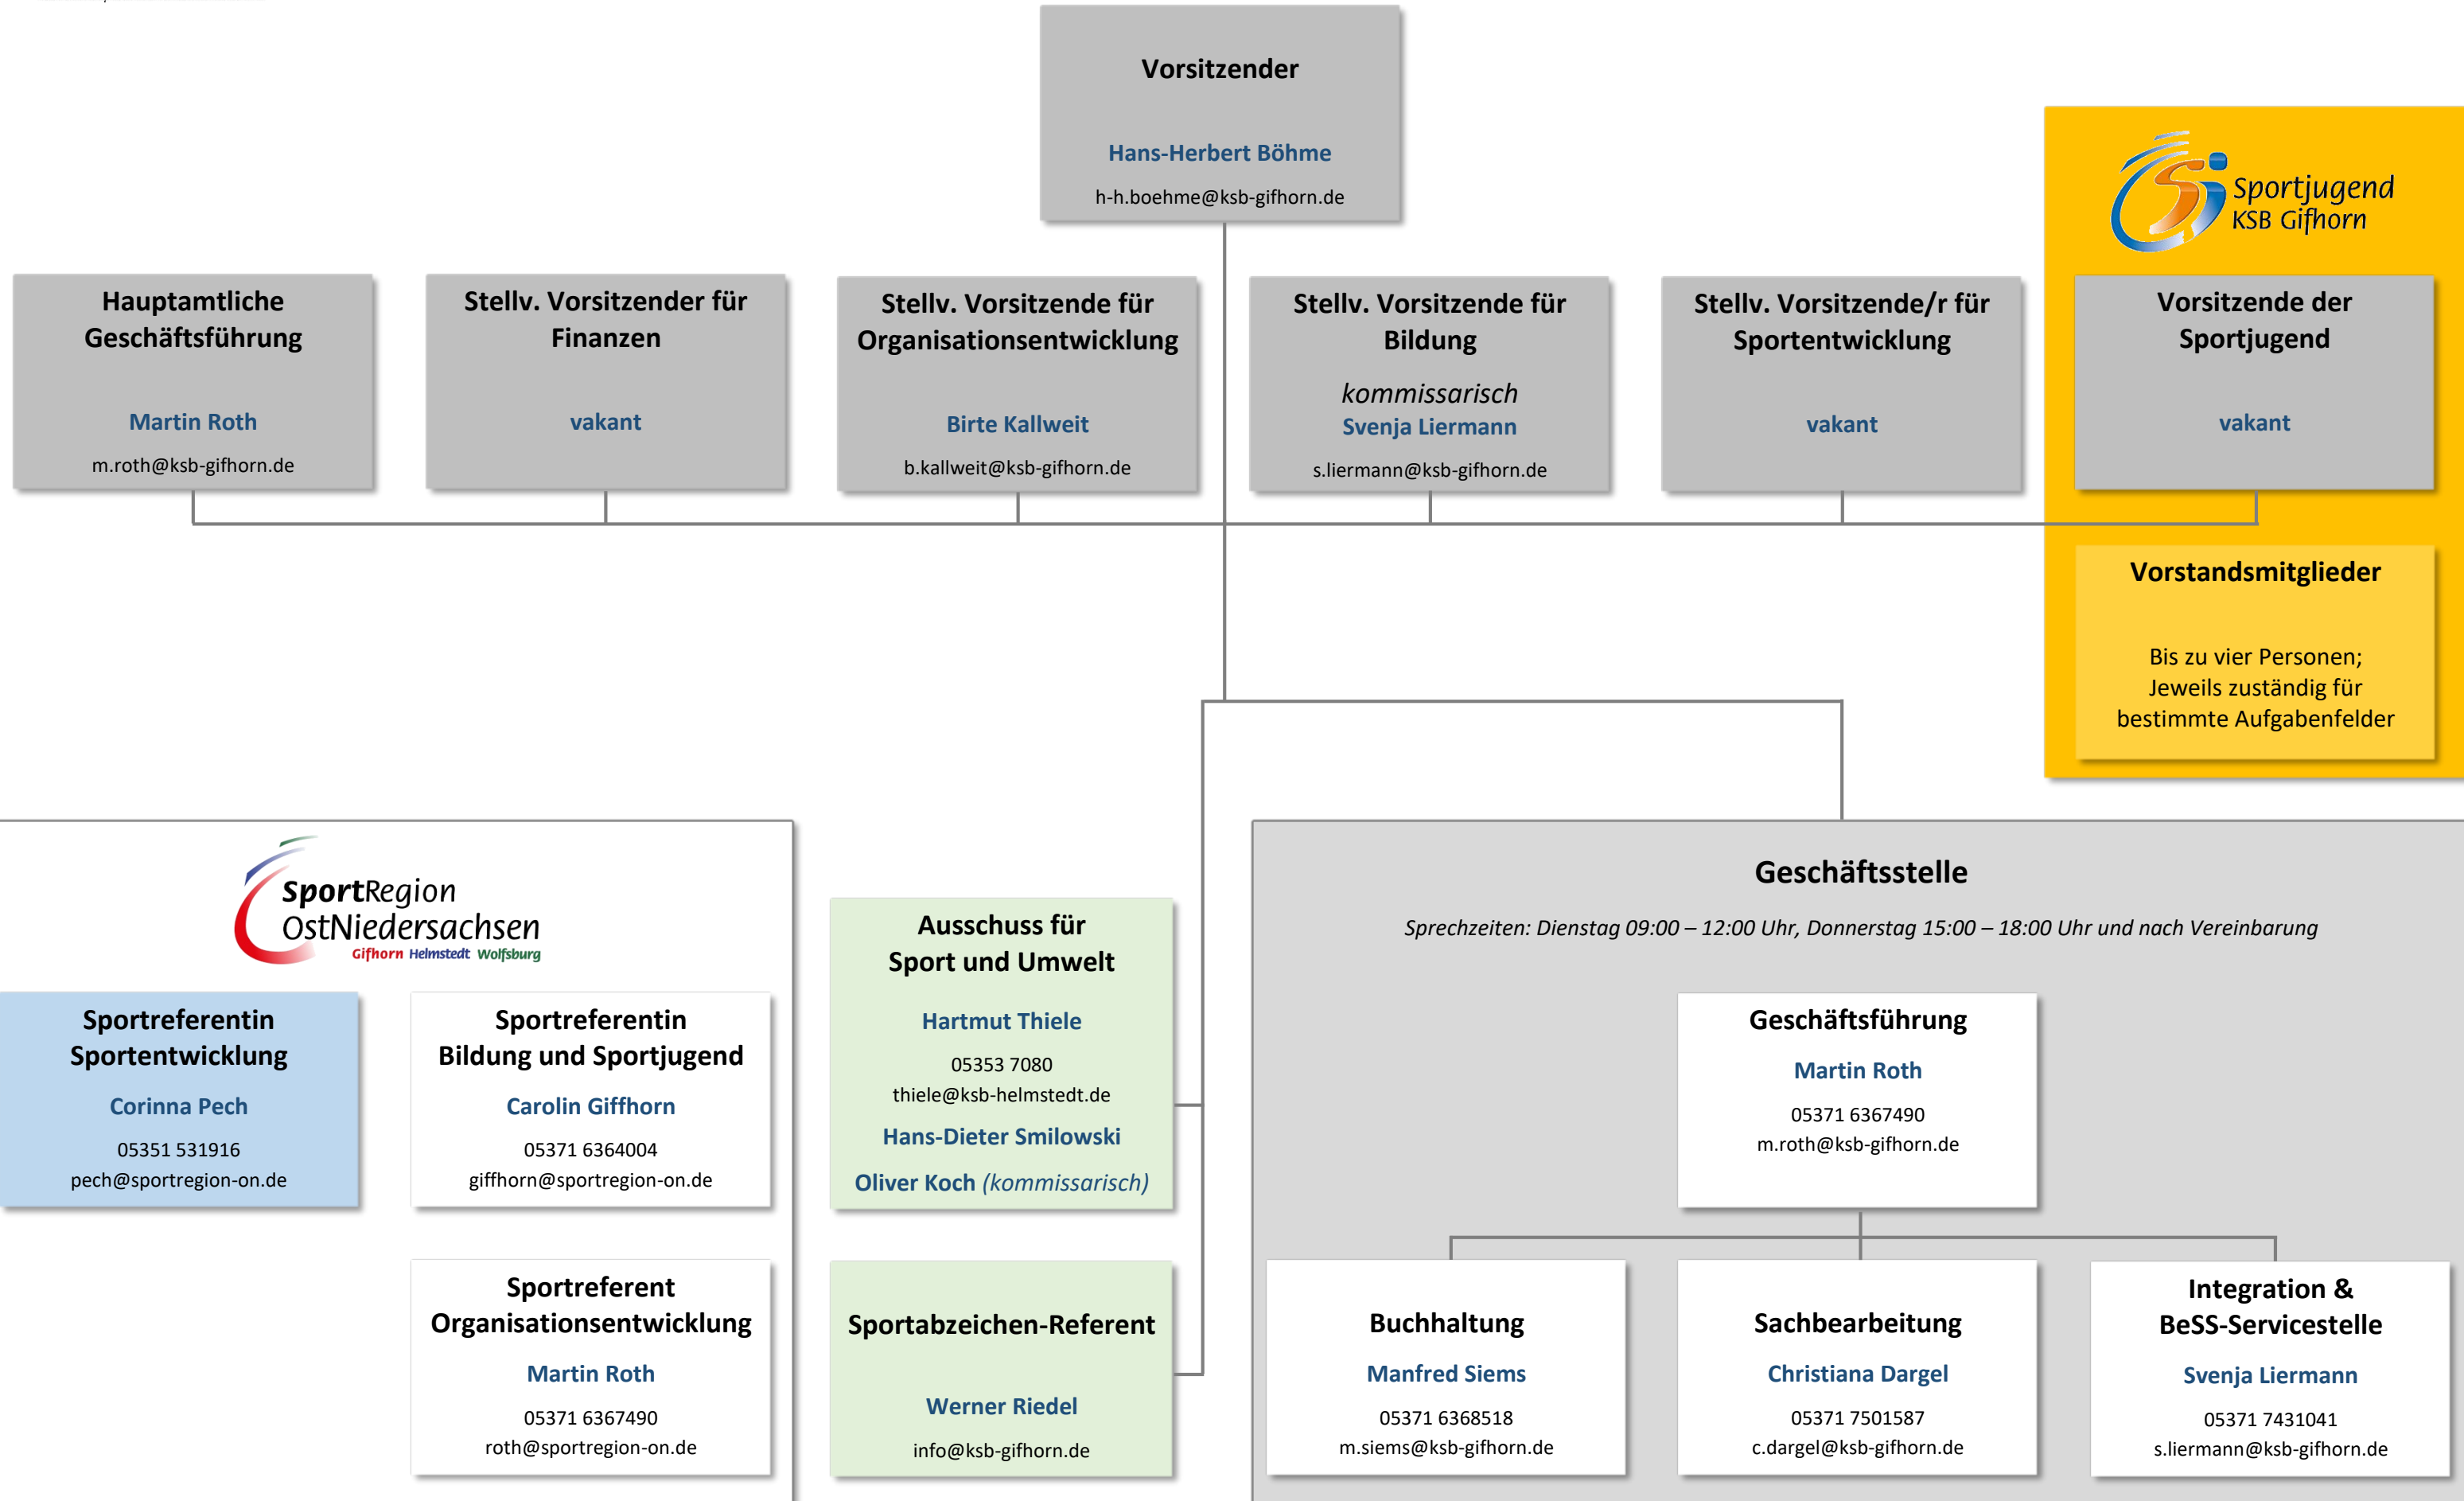 Vorsitzender
Hans-Herbert Böhme
h-h.boehme@ksb-gifhorn.de
Sportjugend
KSB Gifhorn
Hauptamtliche
Geschäftsführung
Martin Roth
m.roth@ksb-gifhorn.de
Stellv. Vorsitzender für
Finanzen
vakant
Stellv. Vorsitzende für
Organisationsentwicklung
Birte Kallweit
b.kallweit@ksb-gifhorn.de
Stellv. Vorsitzende für
Bildung
kommissarisch
Svenja Liermann
s.liermann@ksb-gifhorn.de
Stellv. Vorsitzende/r für
Sportentwicklung
vakant
Vorsitzende der
Sportjugend
vakant
Vorstandsmitglieder
Bis zu vier Personen;
Jeweils zuständig für
bestimmte Aufgabenfelder
SportRegion
OstNiedersachsen
Gifhorn Helmstedt Wolfsburg
Sportreferentin
Sportentwicklung
Corinna Pech
05351 531916
pech@sportregion-on.de
Sportreferentin
Bildung und Sportjugend
Carolin Giffhorn
05371 6364004
giffhorn@sportregion-on.de
Sportreferent
Organisationsentwicklung
Martin Roth
05371 6367490
roth@sportregion-on.de
Ausschuss für
Sport und Umwelt
Hartmut Thiele
05353 7080
thiele@ksb-helmstedt.de
Hans-Dieter Smilowski
Oliver Koch (kommissarisch)
Sportabzeichen-Referent
Werner Riedel
info@ksb-gifhorn.de
Geschäftsstelle
Sprechzeiten: Dienstag 09:00 – 12:00 Uhr, Donnerstag 15:00 – 18:00 Uhr und nach Vereinbarung
Geschäftsführung
Martin Roth
05371 6367490
m.roth@ksb-gifhorn.de
Buchhaltung
Manfred Siems
05371 6368518
m.siems@ksb-gifhorn.de
Sachbearbeitung
Christiana Dargel
05371 7501587
c.dargel@ksb-gifhorn.de
Integration &
BeSS-Servicestelle
Svenja Liermann
05371 7431041
s.liermann@ksb-gifhorn.de